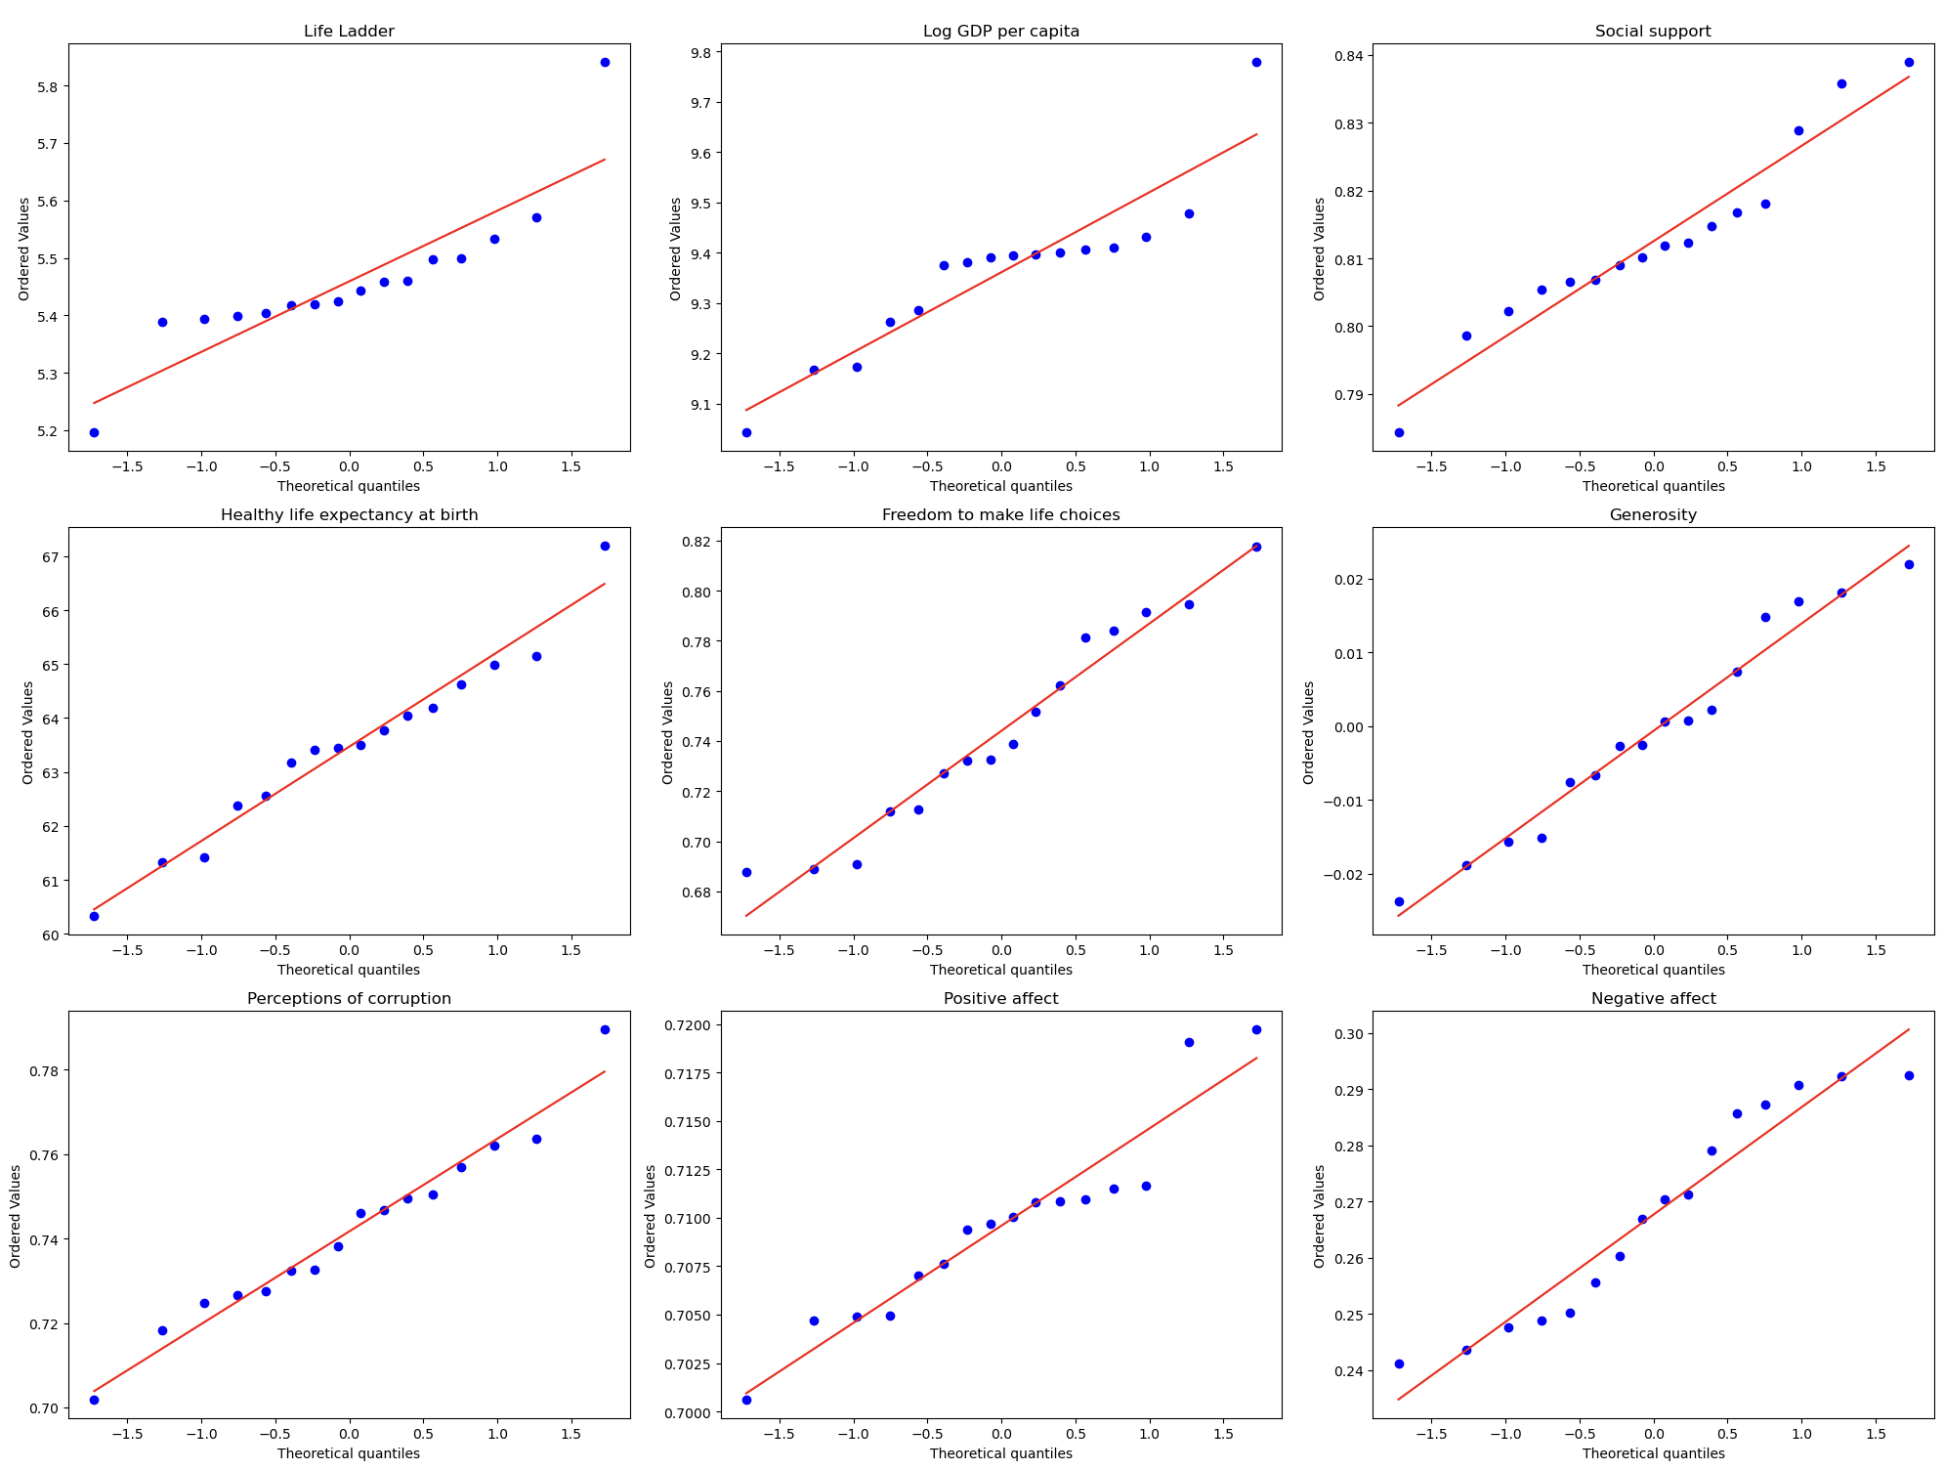 Life Ladder
Ordered Values
5.8
5.7
5.6
5.5
5.4
5.3
5.2
−1.5 −1.0 −0.5 0.0 0.5 1.0 1.5
Theoretical quantiles
Log GDP per capita
Ordered Values
9.8
9.7
9.6
9.5
9.4
9.3
9.2
9.1
−1.5 −1.0 −0.5 0.0 0.5 1.0 1.5
Theoretical quantiles
Social support
Ordered Values
0.84
0.83
0.82
0.81
0.80
0.79
−1.5 −1.0 −0.5 0.0 0.5 1.0 1.5
Theoretical quantiles
Healthy life expectancy at birth
Ordered Values
67
66
65
64
63
62
61
60
−1.5 −1.0 −0.5 0.0 0.5 1.0 1.5
Theoretical quantiles
Freedom to make life choices
Ordered Values
0.82
0.80
0.78
0.76
0.74
0.72
0.70
0.68
−1.5 −1.0 −0.5 0.0 0.5 1.0 1.5
Theoretical quantiles
Generosity
Ordered Values
0.02
0.01
0.00
−0.01
−0.02
−1.5 −1.0 −0.5 0.0 0.5 1.0 1.5
Theoretical quantiles
Perceptions of corruption
Ordered Values
0.78
0.76
0.74
0.72
0.70
−1.5 −1.0 −0.5 0.0 0.5 1.0 1.5
Theoretical quantiles
Positive affect
Ordered Values
0.7200
0.7175
0.7150
0.7125
0.7100
0.7075
0.7050
0.7025
0.7000
−1.5 −1.0 −0.5 0.0 0.5 1.0 1.5
Theoretical quantiles
Negative affect
Ordered Values
0.30
0.29
0.28
0.27
0.26
0.25
0.24
−1.5 −1.0 −0.5 0.0 0.5 1.0 1.5
Theoretical quantiles